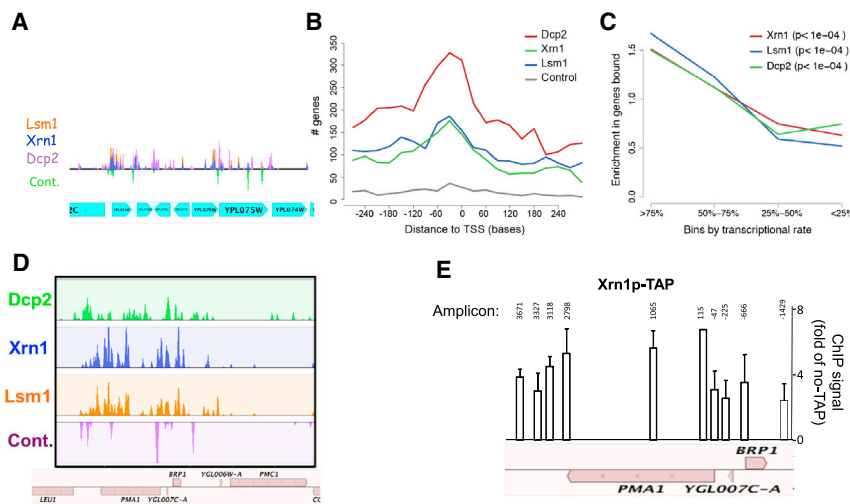 A
Lsm1
Xrn1
Dcp2
Cont.
2C
YPL075W
YPL074W
B
Dcp2
Xrn1
Lsm1
Control
# genes
350
300
250
200
150
100
50
0
-240 -180 -120 -60 0 60 120 180 240
Distance to TSS (bases)
C
Xrn1 (p< 1e-04 )
Lsm1 (p< 1e-04 )
Dcp2 (p< 1e-04 )
Enrichment in genes bound
1.5
1.0
0.5
0.0
>75% 50%-75% 25%-50% <25%
Bins by transcriptional rate
D
Dcp2
Xrn1
Lsm1
Cont.
BRP1 YGL006W-A PMC1
LEU1 PMA1 YGL007C-A CC
E
Xrn1p-TAP
Amplicon: 3671 3327 3118 2798 1065 115 -47 -225 -666 -1429
8
4
0
ChIP signal
(fold of no-TAP)
BRP1
PMA1 YGL007C-A